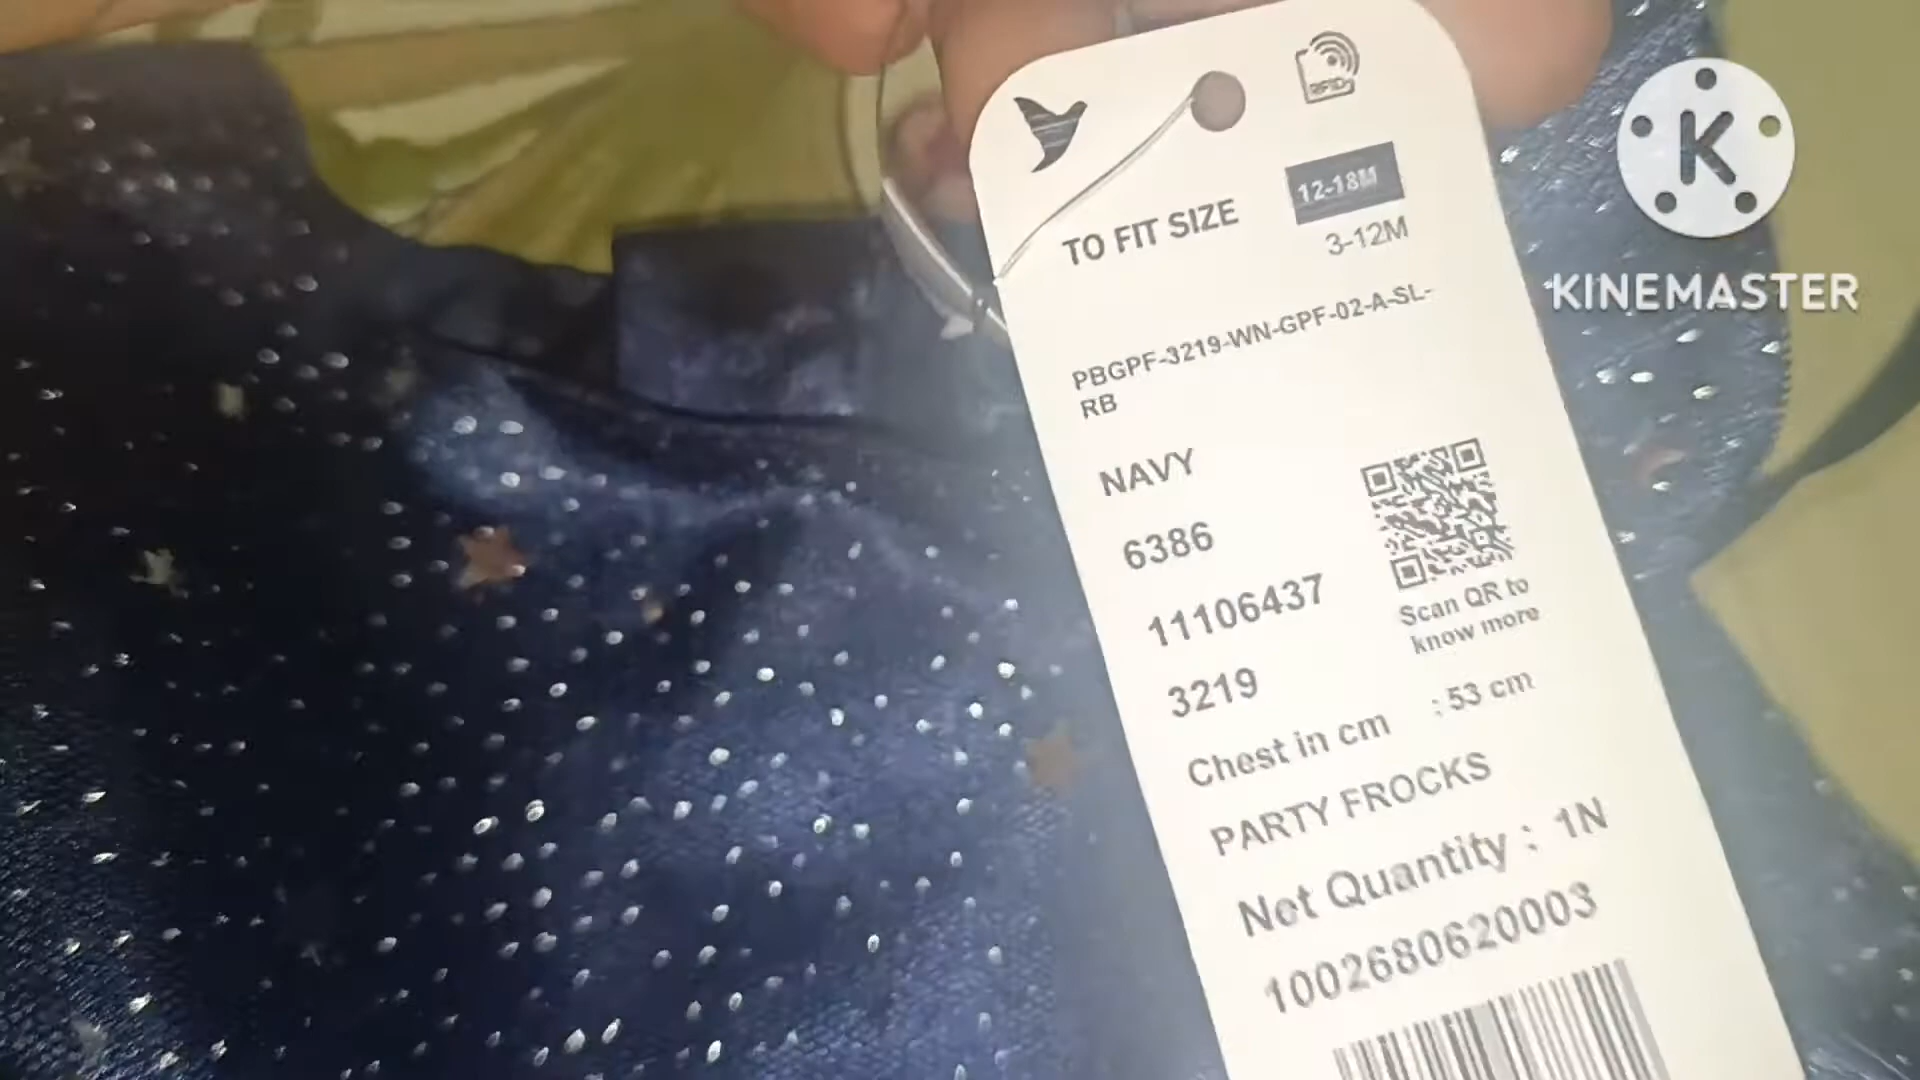 RFID
12-18M
TO FIT SIZE
3-12M
PBGPF-3219-WN-GPF-02-A-SL-
RB
NAVY
6386
11106437
Scan QR to
know more
3219
Chest in cm : 53 cm
PARTY FROCKS
Net Quantity : 1N
1002680620003
K
KINEMASTER